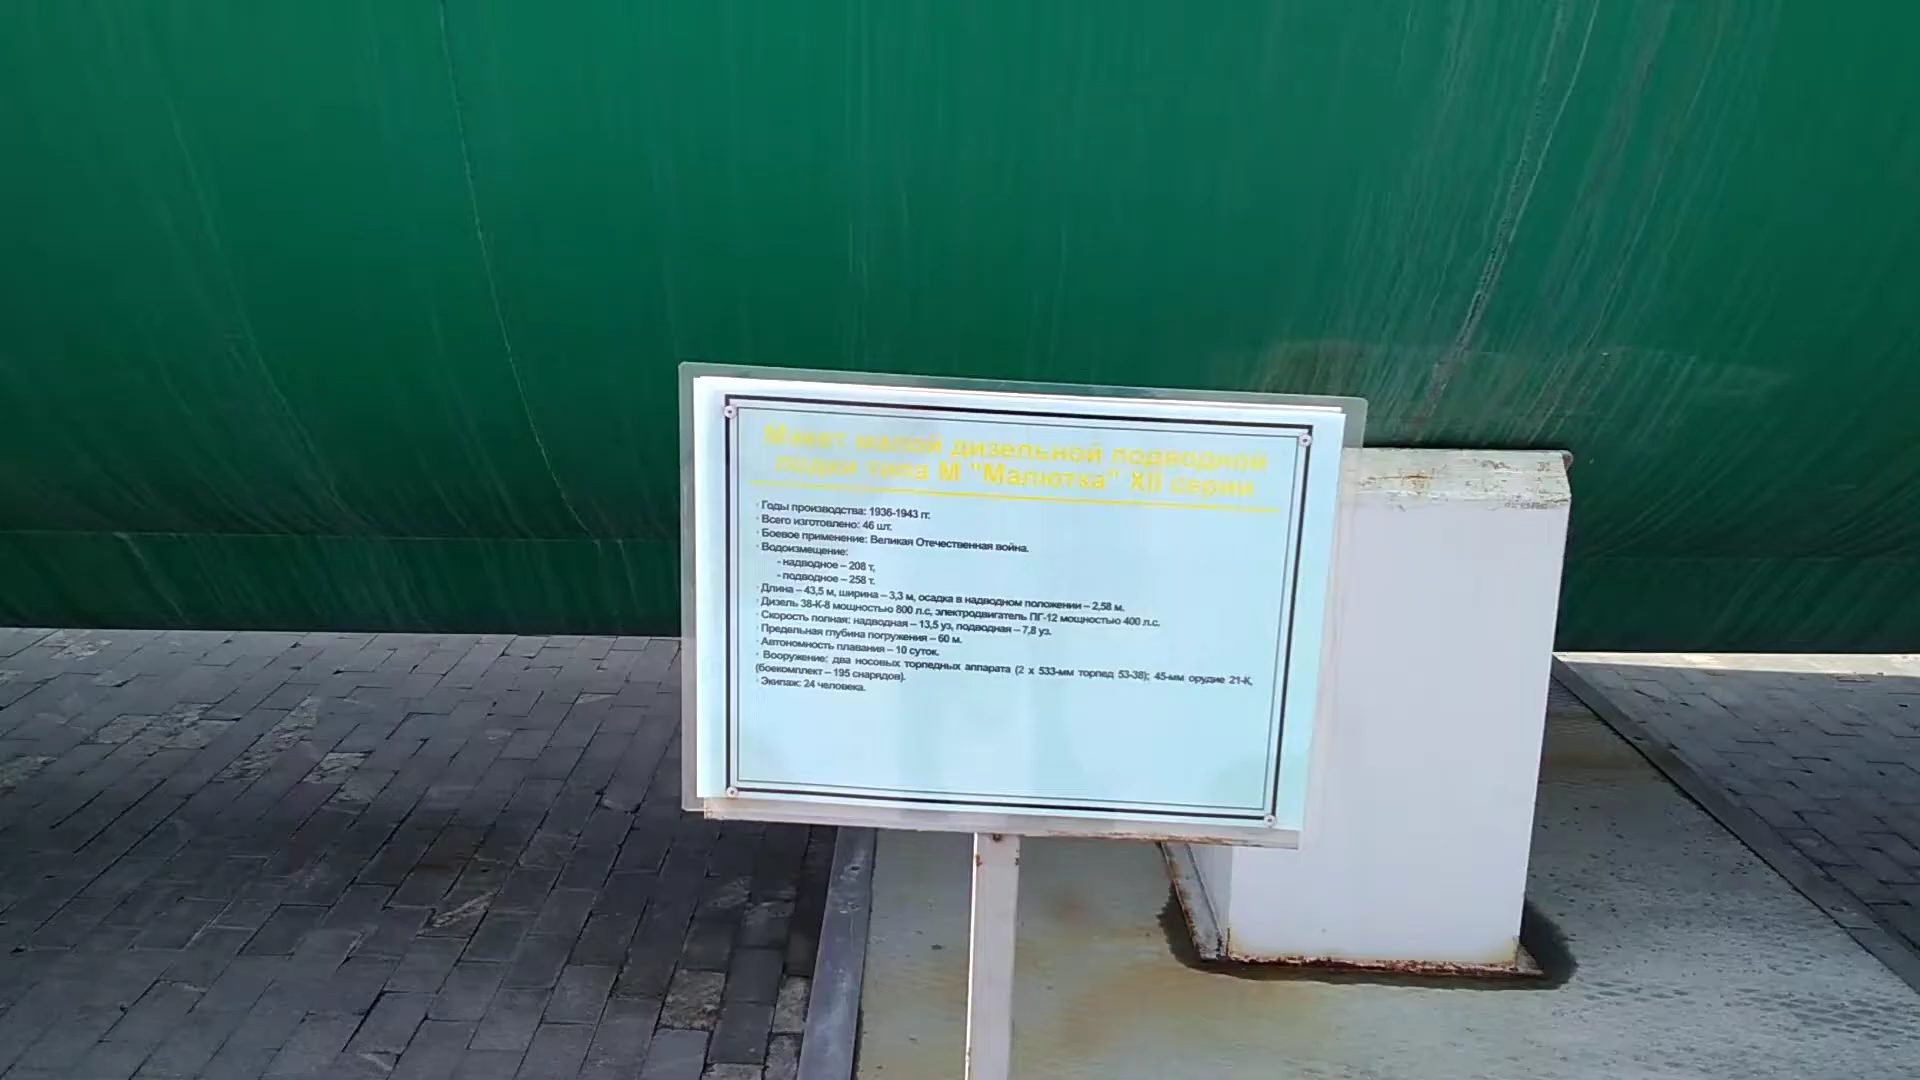 Макет малой дизельной подводной
лодки типа М "Малютка" XII серии
· Годы производства: 1936-1943 гг.
· Всего изготовлено: 46 шт.
· Боевое применение: Великая Отечественная война.
· Водоизмещение:
- надводное – 208 т,
- подводное – 258 т.
· Длина – 43,5 м, ширина – 3,3 м, осадка в надводном положении – 2,58 м.
· Дизель 38-К-8 мощностью 800 л.с, электродвигатель ПГ-12 мощностью 400 л.с.
· Скорость полная: надводная – 13,5 уз, подводная – 7,8 уз.
· Предельная глубина погружения – 60 м.
· Автономность плавания – 10 суток.
· Вооружение: два носовых торпедных аппарата (2 х 533-мм торпед 53-38); 45-мм орудие 21-К,
(боекомплект – 195 снарядов).
· Экипаж: 24 человека.